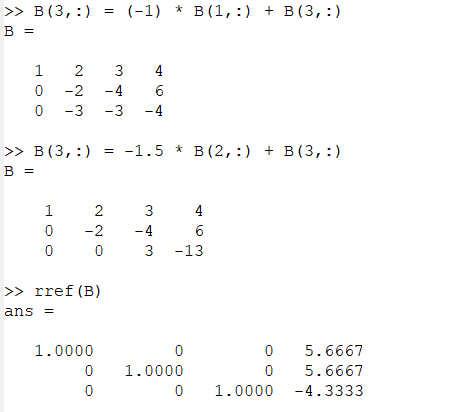 >> B(3,:) = (-1) * B(1,:) + B(3,:)
B =
1 2 3 4
0 -2 -4 6
0 -3 -3 -4
>> B(3,:) = -1.5 * B(2,:) + B(3,:)
B =
1 2 3 4
0 -2 -4 6
0 0 3 -13
>> rref(B)
ans =
1.0000 0 0 5.6667
0 1.0000 0 5.6667
0 0 1.0000 -4.3333